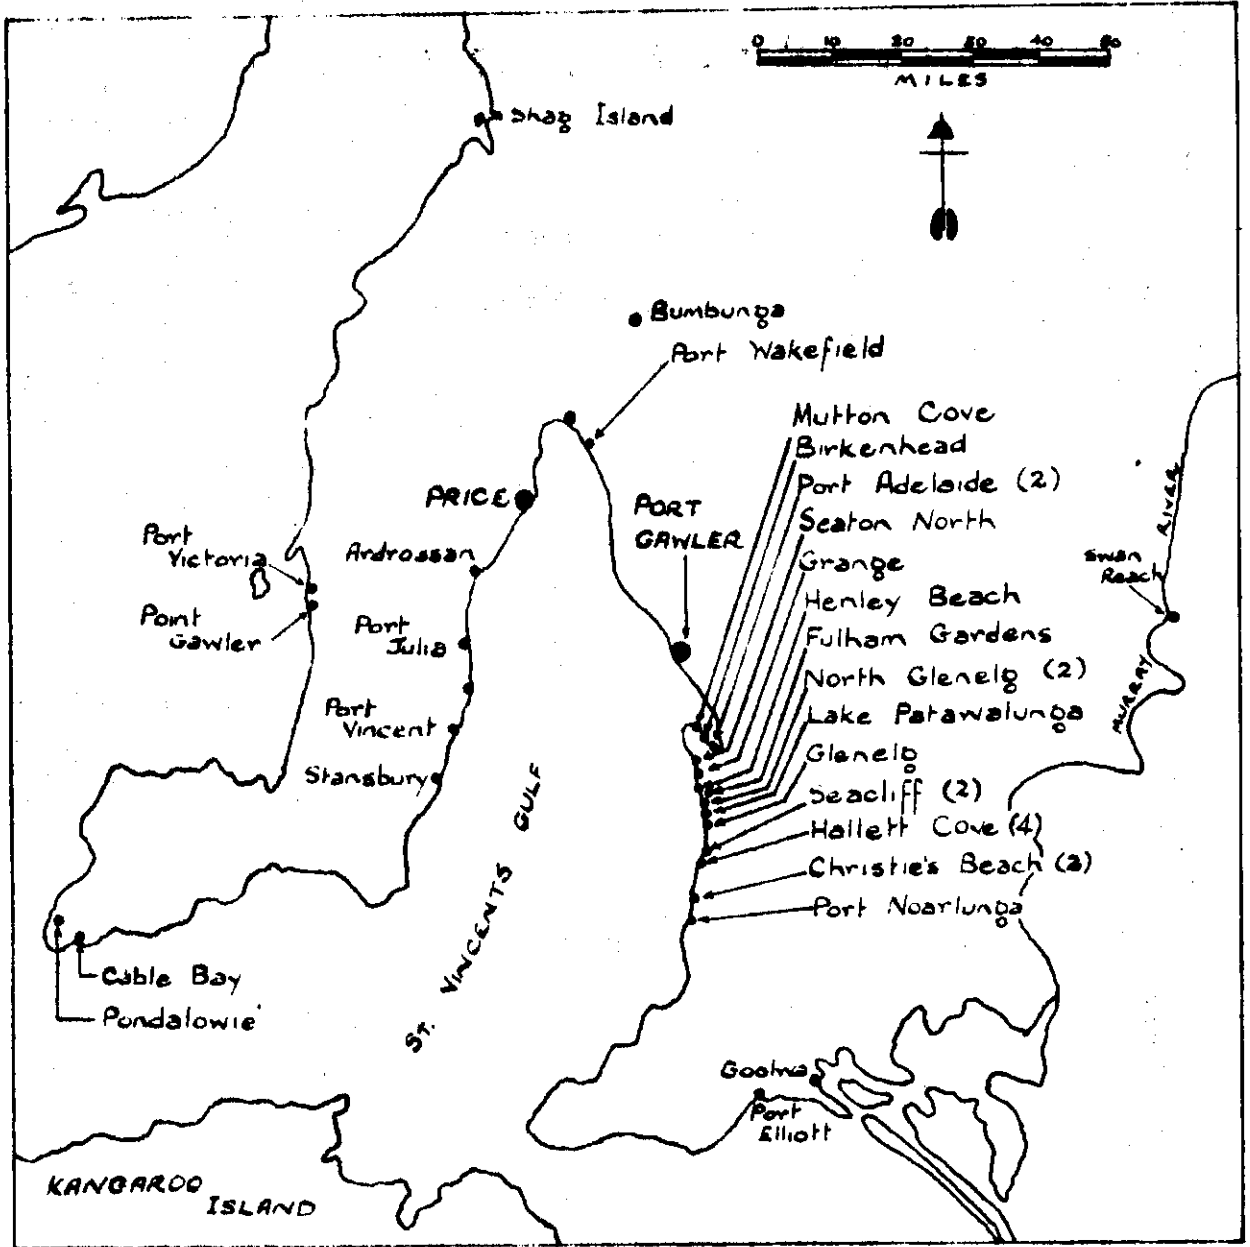 0 10 20 30 40 50
MILES
Shag Island
Bumbunga
Port Wakefield
Mutton Cove
Birkenhead
Port Adelaide (2)
Seaton North
Grange
Henley Beach
Fulham Gardens
North Glenelg (2)
Lake Patawalunga
Glenelg
Seacliff (2)
Hallett Cove (4)
Christie's Beach (2)
Port Noarlunga
PRICE
PORT
GAWLER
Port
Victoria
Ardrossan
Point
Gawler
Port
Julia
Port
Vincent
Stansbury
RIVER
Swan
Reach
MURRAY
ST. VINCENTS GULF
Cable Bay
Pondalowie
Goolwa
Port
Elliott
KANGAROO
ISLAND